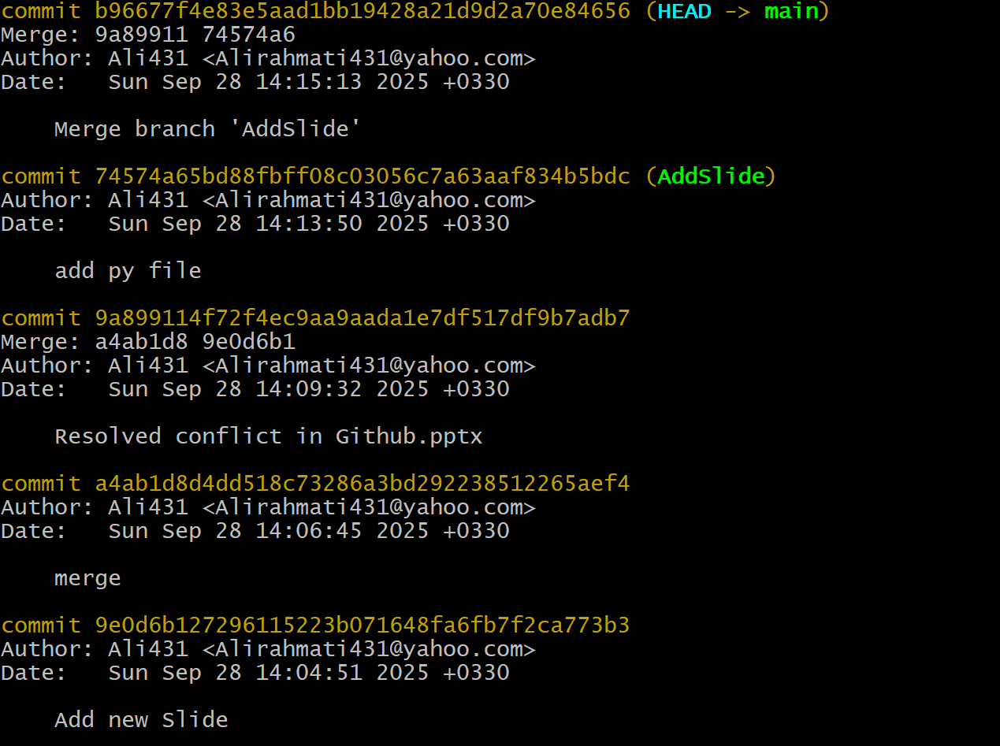 commit b96677f4e83e5aad1bb19428a21d9d2a70e84656 (HEAD -> main)
Merge: 9a89911 74574a6
Author: Ali431 <Alirahmati431@yahoo.com>
Date:   Sun Sep 28 14:15:13 2025 +0330
    Merge branch 'AddSlide'
commit 74574a65bd88fbff08c03056c7a63aaf834b5bdc (AddSlide)
Author: Ali431 <Alirahmati431@yahoo.com>
Date:   Sun Sep 28 14:13:50 2025 +0330
    add py file
commit 9a899114f72f4ec9aa9aada1e7df517df9b7adb7
Merge: a4ab1d8 9e0d6b1
Author: Ali431 <Alirahmati431@yahoo.com>
Date:   Sun Sep 28 14:09:32 2025 +0330
    Resolved conflict in Github.pptx
commit a4ab1d8d4dd518c73286a3bd292238512265aef4
Author: Ali431 <Alirahmati431@yahoo.com>
Date:   Sun Sep 28 14:06:45 2025 +0330
    merge
commit 9e0d6b127296115223b071648fa6fb7f2ca773b3
Author: Ali431 <Alirahmati431@yahoo.com>
Date:   Sun Sep 28 14:04:51 2025 +0330
    Add new Slide